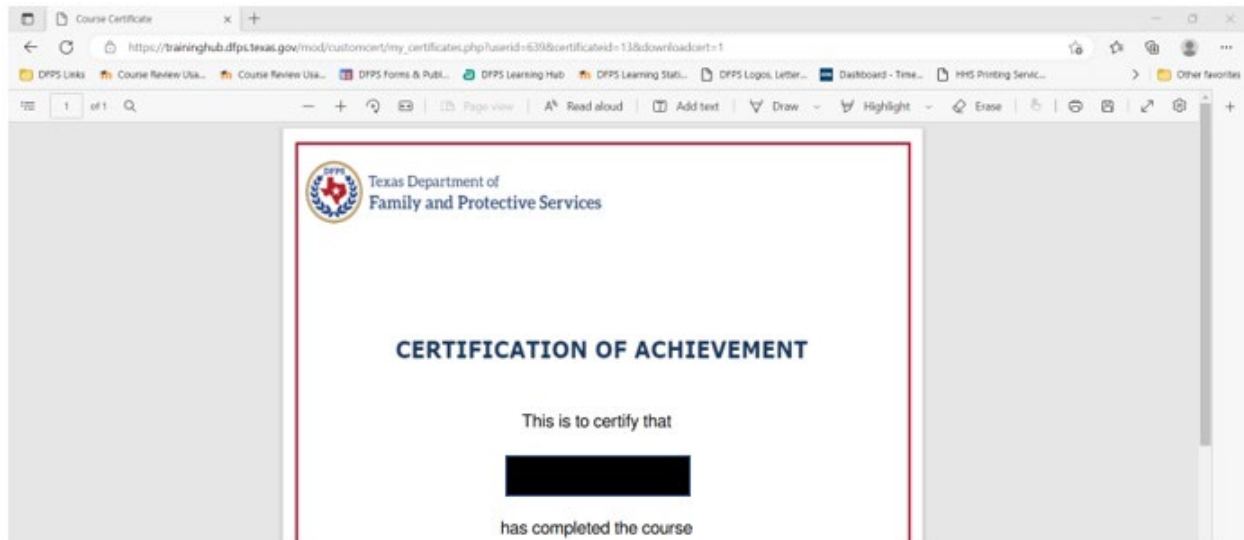 Course Certificate
https://traininghub.dfps.texas.gov/mod/customcert/my_certificates.php?userid=639&certificateid=13&downloadcert=1
DFPS Links Course Review Usa... Course Review Usa... DFPS Forms & Publ... DFPS Learning Hub DFPS Learning Stati... DFPS Logos, Letter... Dashboard - Time... HHS Printing Servic... Other favorites
1 of 1 Page view Read aloud Add text Draw Highlight Erase
DFPS
Texas Department of
Family and Protective Services
CERTIFICATION OF ACHIEVEMENT
This is to certify that
has completed the course